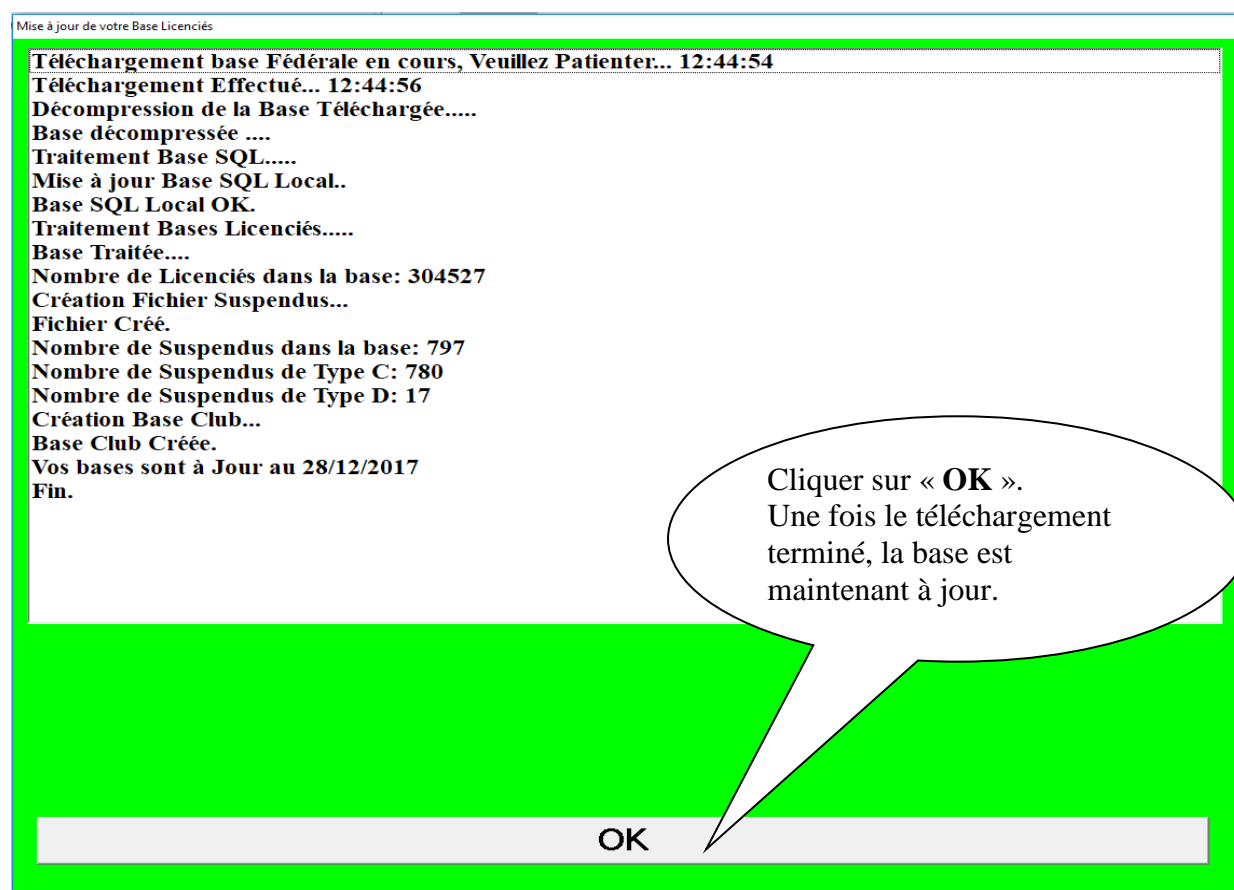 Mise à jour de votre Base Licenciés
Téléchargement base Fédérale en cours, Veuillez Patienter... 12:44:54
Téléchargement Effectué... 12:44:56
Décompression de la Base Téléchargée.....
Base décompressée ....
Traitement Base SQL.....
Mise à jour Base SQL Local..
Base SQL Local OK.
Traitement Bases Licenciés.....
Base Traitée....
Nombre de Licenciés dans la base: 304527
Création Fichier Suspendus...
Fichier Créé.
Nombre de Suspendus dans la base: 797
Nombre de Suspendus de Type C: 780
Nombre de Suspendus de Type D: 17
Création Base Club...
Base Club Créée.
Vos bases sont à Jour au 28/12/2017
Fin.
Cliquer sur « OK ».
Une fois le téléchargement
terminé, la base est
maintenant à jour.
OK